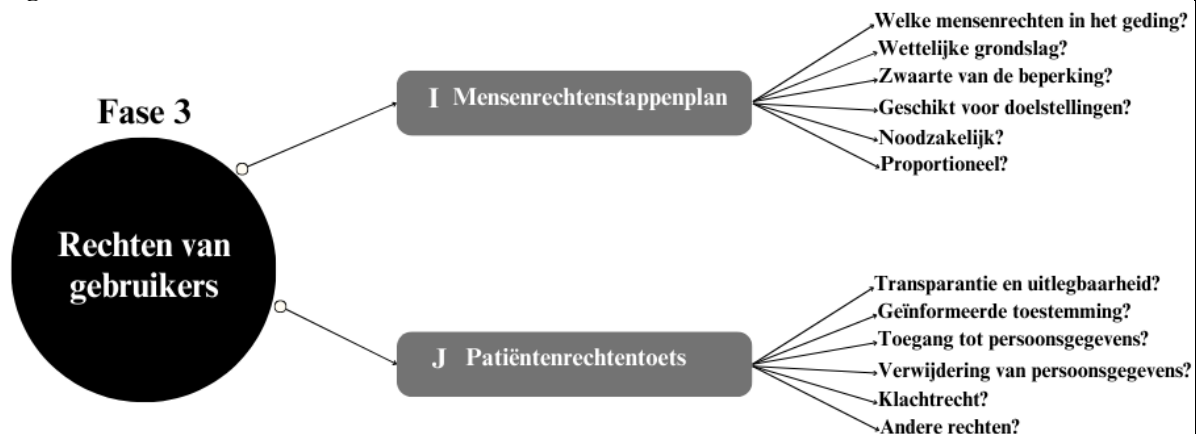 Fase 3
Rechten van
gebruikers
I Mensenrechtenstappenplan
Welke mensenrechten in het geding?
Wettelijke grondslag?
Zwaarte van de beperking?
Geschikt voor doelstellingen?
Noodzakelijk?
Proportioneel?
J Patiëntenrechtentoets
Transparantie en uitlegbaarheid?
Geïnformeerde toestemming?
Toegang tot persoonsgegevens?
Verwijdering van persoonsgegevens?
Klachtrecht?
Andere rechten?